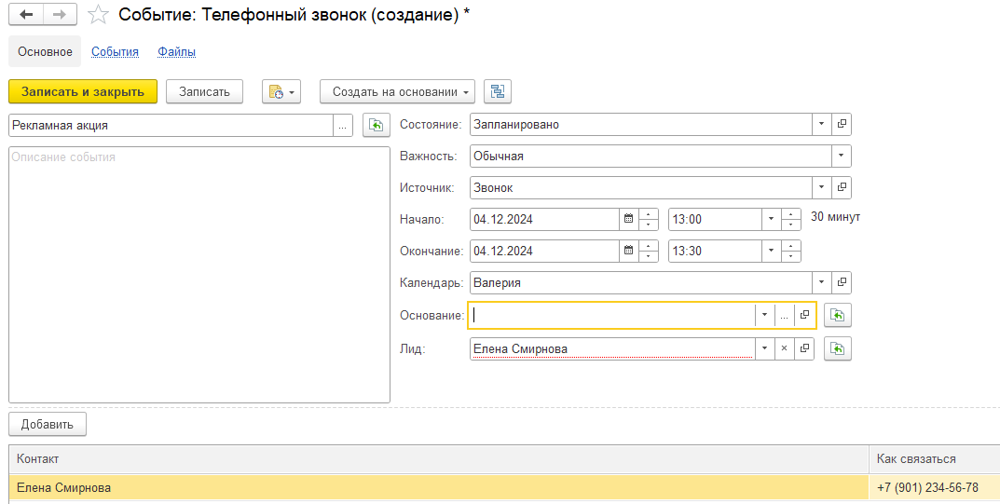 Событие: Телефонный звонок (создание) *
Основное События Файлы
Записать и закрыть Записать Создать на основании
Рекламная акция ...
Описание события
Состояние: Запланировано
Важность: Обычная
Источник: Звонок
Начало: 04.12.2024 13:00 30 минут
Окончание: 04.12.2024 13:30
Календарь: Валерия
Основание: ...
Лид: Елена Смирнова ×
Добавить
Контакт Как связаться
Елена Смирнова +7 (901) 234-56-78